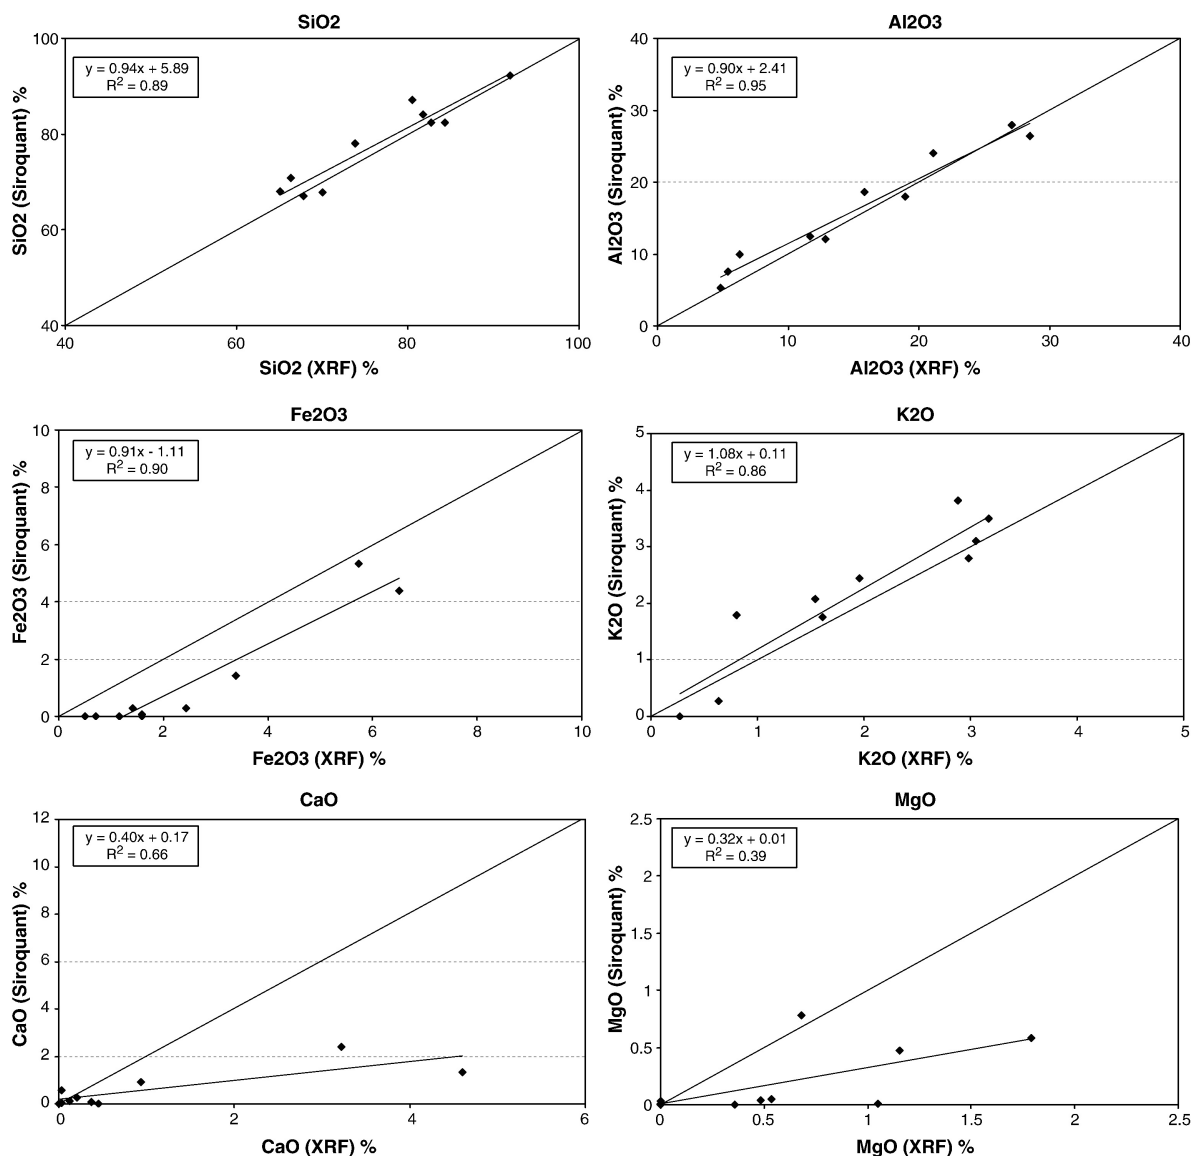 SiO2
y = 0.94x + 5.89
R2 = 0.89
SiO2 (Siroquant) %
100
80
60
40
40 60 80 100
SiO2 (XRF) %
Al2O3
y = 0.90x + 2.41
R2 = 0.95
Al2O3 (Siroquant) %
40
30
20
10
0
0 10 20 30 40
Al2O3 (XRF) %
Fe2O3
y = 0.91x - 1.11
R2 = 0.90
Fe2O3 (Siroquant) %
10
8
6
4
2
0
0 2 4 6 8 10
Fe2O3 (XRF) %
K2O
y = 1.08x + 0.11
R2 = 0.86
K2O (Siroquant) %
5
4
3
2
1
0
0 1 2 3 4 5
K2O (XRF) %
CaO
y = 0.40x + 0.17
R2 = 0.66
CaO (Siroquant) %
12
10
8
6
4
2
0
0 2 4 6
CaO (XRF) %
MgO
y = 0.32x + 0.01
R2 = 0.39
MgO (Siroquant) %
2.5
2
1.5
1
0.5
0
0 0.5 1 1.5 2 2.5
MgO (XRF) %